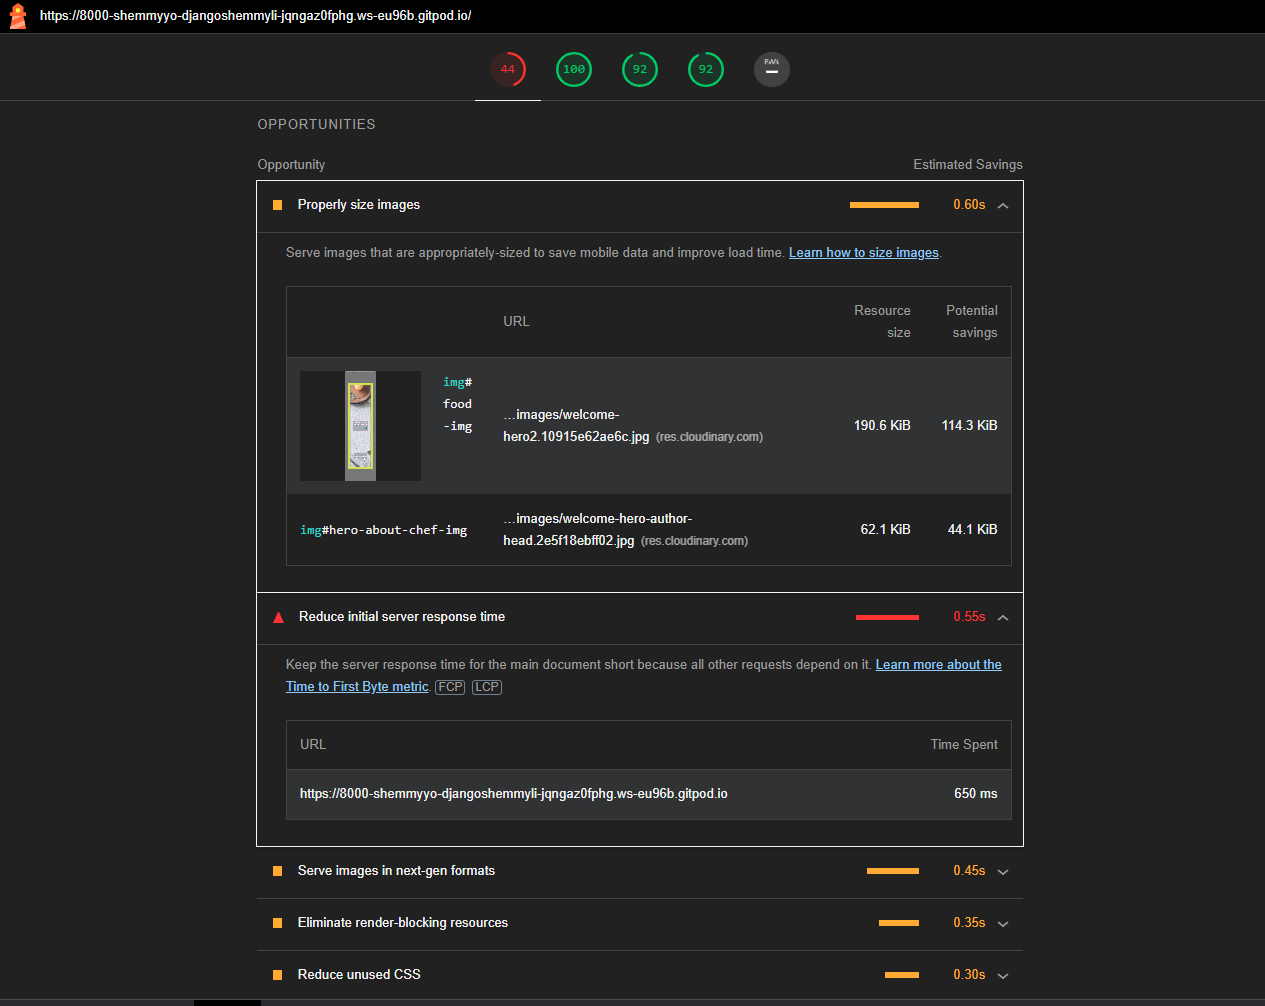 https://8000-shemmyyo-djangoshemmyli-jqngaz0fphg.ws-eu96b.gitpod.io/
44 100 92 92 PWA
OPPORTUNITIES
Opportunity Estimated Savings
Properly size images 0.60s
Serve images that are appropriately-sized to save mobile data and improve load time. Learn how to size images.
URL
Resource size
Potential savings
img#
food
-img
…images/welcome-
hero2.10915e62ae6c.jpg (res.cloudinary.com)
190.6 KiB 114.3 KiB
img#hero-about-chef-img
…images/welcome-hero-author-
head.2e5f18ebff02.jpg (res.cloudinary.com)
62.1 KiB 44.1 KiB
Reduce initial server response time 0.55s
Keep the server response time for the main document short because all other requests depend on it. Learn more about the
Time to First Byte metric. FCP LCP
URL Time Spent
https://8000-shemmyyo-djangoshemmyli-jqngaz0fphg.ws-eu96b.gitpod.io 650 ms
Serve images in next-gen formats 0.45s
Eliminate render-blocking resources 0.35s
Reduce unused CSS 0.30s